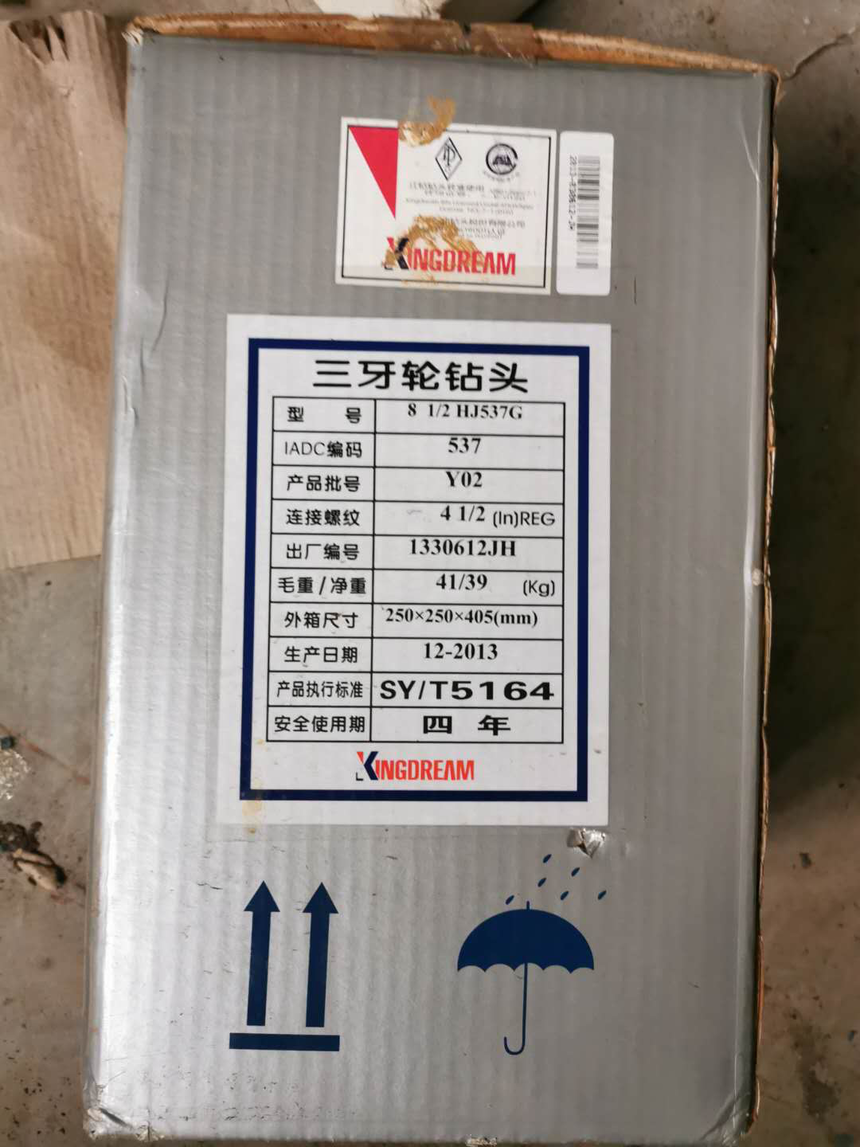 KINGDREAM
三牙轮钻头
型 号 8 1/2 HJ537G
IADC编码 537
产品批号 Y02
连接螺纹 4 1/2 (In)REG
出厂编号 1330612JH
毛重/净重 41/39 (Kg)
外箱尺寸 250×250×405(mm)
生产日期 12-2013
产品执行标准 SY/T5164
安全使用期 四 年
KINGDREAM